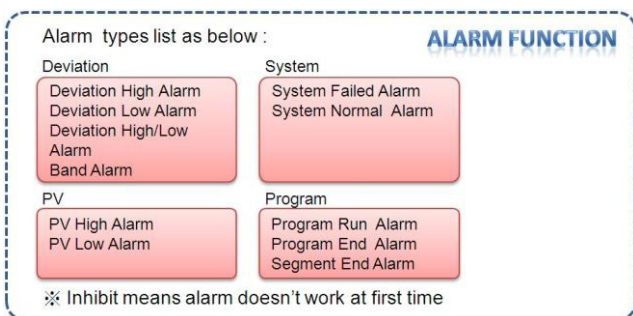 Alarm types list as below :
ALARM FUNCTION
Deviation
Deviation High Alarm
Deviation Low Alarm
Deviation High/Low
Alarm
Band Alarm
System
System Failed Alarm
System Normal Alarm
PV
PV High Alarm
PV Low Alarm
Program
Program Run Alarm
Program End Alarm
Segment End Alarm
※ Inhibit means alarm doesn't work at first time